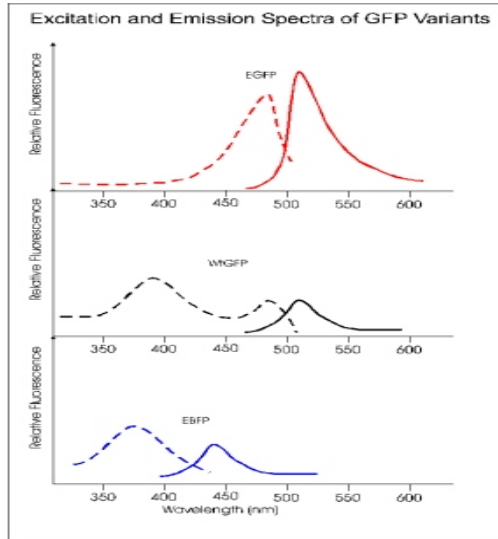 Excitation and Emission Spectra of GFP Variants
Relative Fluorescence
EGFP
350 400 450 500 550 600
Relative Fluorescence
WtGFP
350 400 450 500 550 600
Relative Fluorescence
EBFP
350 400 450 500 550 600
Wavelength (nm)